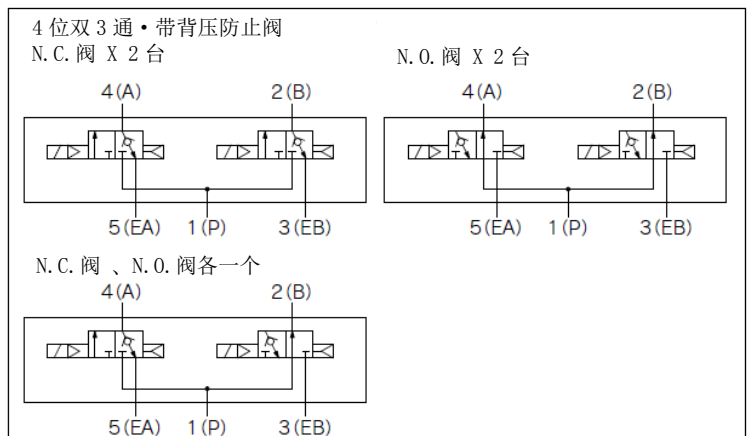 4位双3通·带背压防止阀
N.C.阀 X 2台
4(A) 2(B)
5(EA) 1(P) 3(EB)
N.O.阀 X 2台
4(A) 2(B)
5(EA) 1(P) 3(EB)
N.C.阀 、N.O.阀各一个
4(A) 2(B)
5(EA) 1(P) 3(EB)